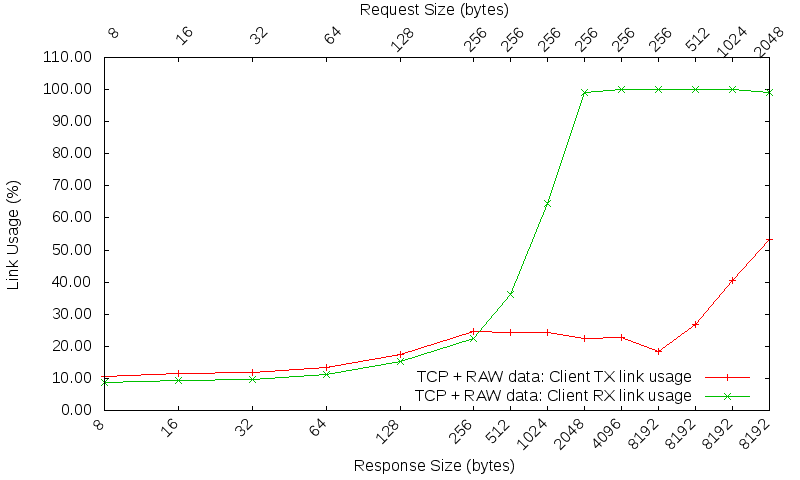 Request Size (bytes)
8 16 32 64 128 256 256 256 256 256 256 512 1024 2048
110.00
100.00
90.00
80.00
70.00
60.00
50.00
40.00
30.00
20.00
10.00
0.00
Link Usage (%)
TCP + RAW data: Client TX link usage
TCP + RAW data: Client RX link usage
8 16 32 64 128 256 512 1024 2048 4096 8192 8192 8192 8192
Response Size (bytes)